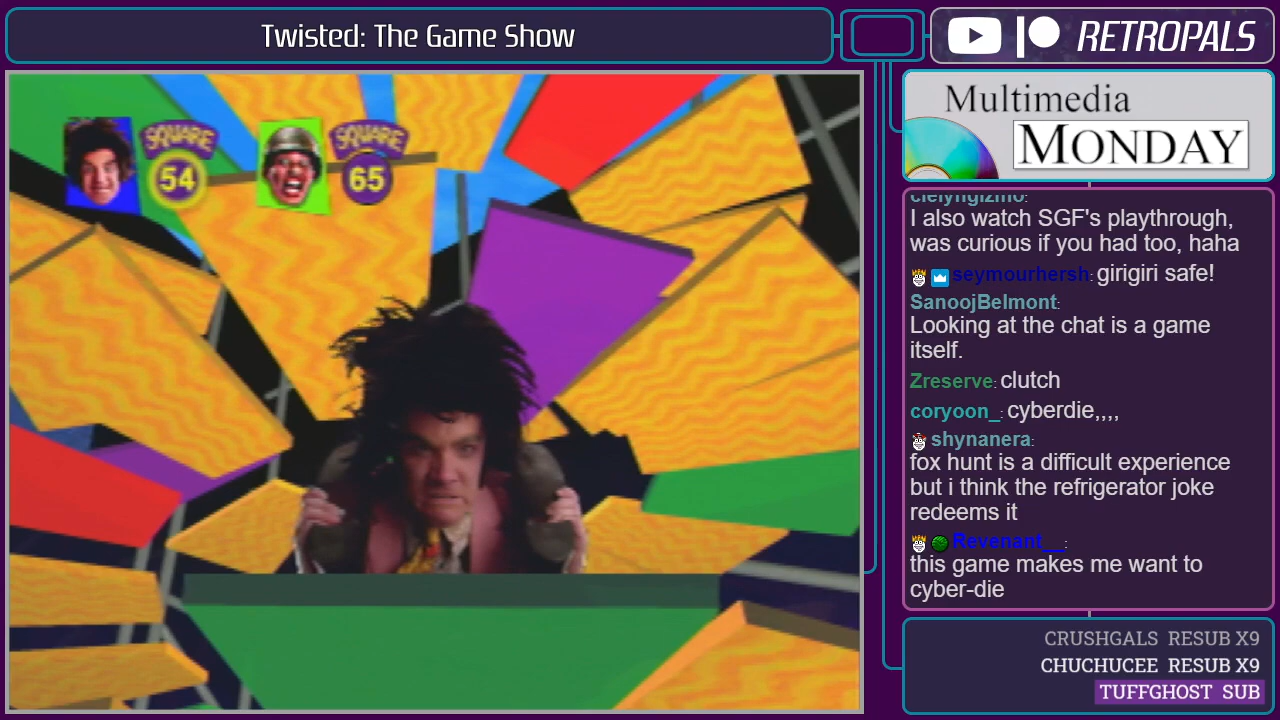 Twisted: The Game Show
RETROPALS
Multimedia
MONDAY
SQUARE
54
SQUARE
65
clelyngizmo:
I also watch SGF's playthrough,
was curious if you had too, haha
seymourhersh: girigiri safe!
SanoojBelmont:
Looking at the chat is a game
itself.
Zreserve: clutch
coryoon_: cyberdie,,,,
shynanera:
fox hunt is a difficult experience
but i think the refrigerator joke
redeems it
Revenant__:
this game makes me want to
cyber-die
CRUSHGALS RESUB X9
CHUCHUCEE RESUB X9
TUFFGHOST SUB